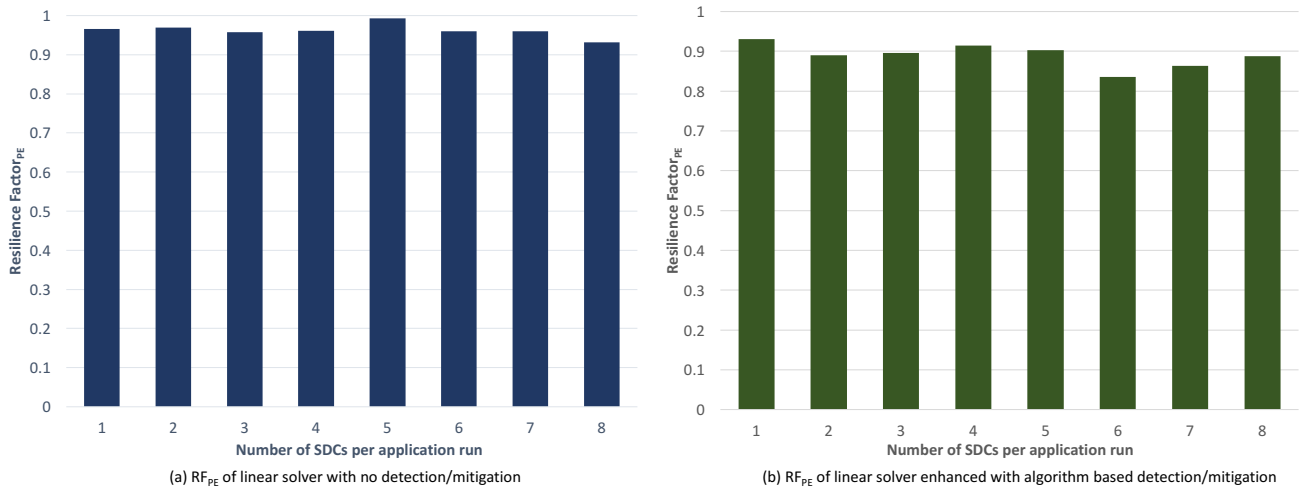 1
0.9
0.8
0.7
0.6
0.5
0.4
0.3
0.2
0.1
0
Resilience Factor_PE
1 2 3 4 5 6 7 8
Number of SDCs per application run
(a) RF_PE of linear solver with no detection/mitigation
1
0.9
0.8
0.7
0.6
0.5
0.4
0.3
0.2
0.1
0
Resilience Factor_PE
1 2 3 4 5 6 7 8
Number of SDCs per application run
(b) RF_PE of linear solver enhanced with algorithm based detection/mitigation